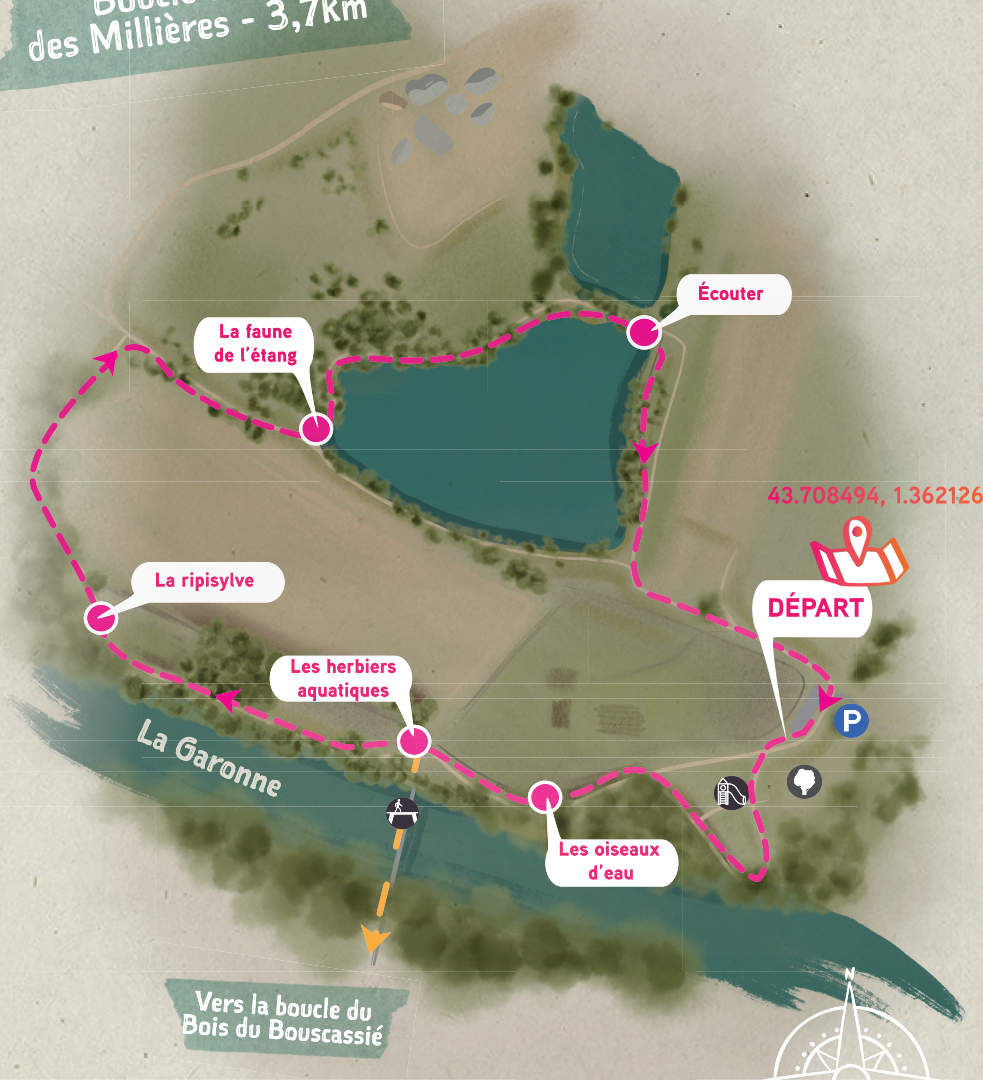 Boucle
des Millières - 3,7km
Écouter
La faune
de l'étang
43.708494, 1.362126
La ripisylve
DÉPART
Les herbiers
aquatiques
P
La Garonne
Les oiseaux
d'eau
N
Vers la boucle du
Bois du Bouscassié